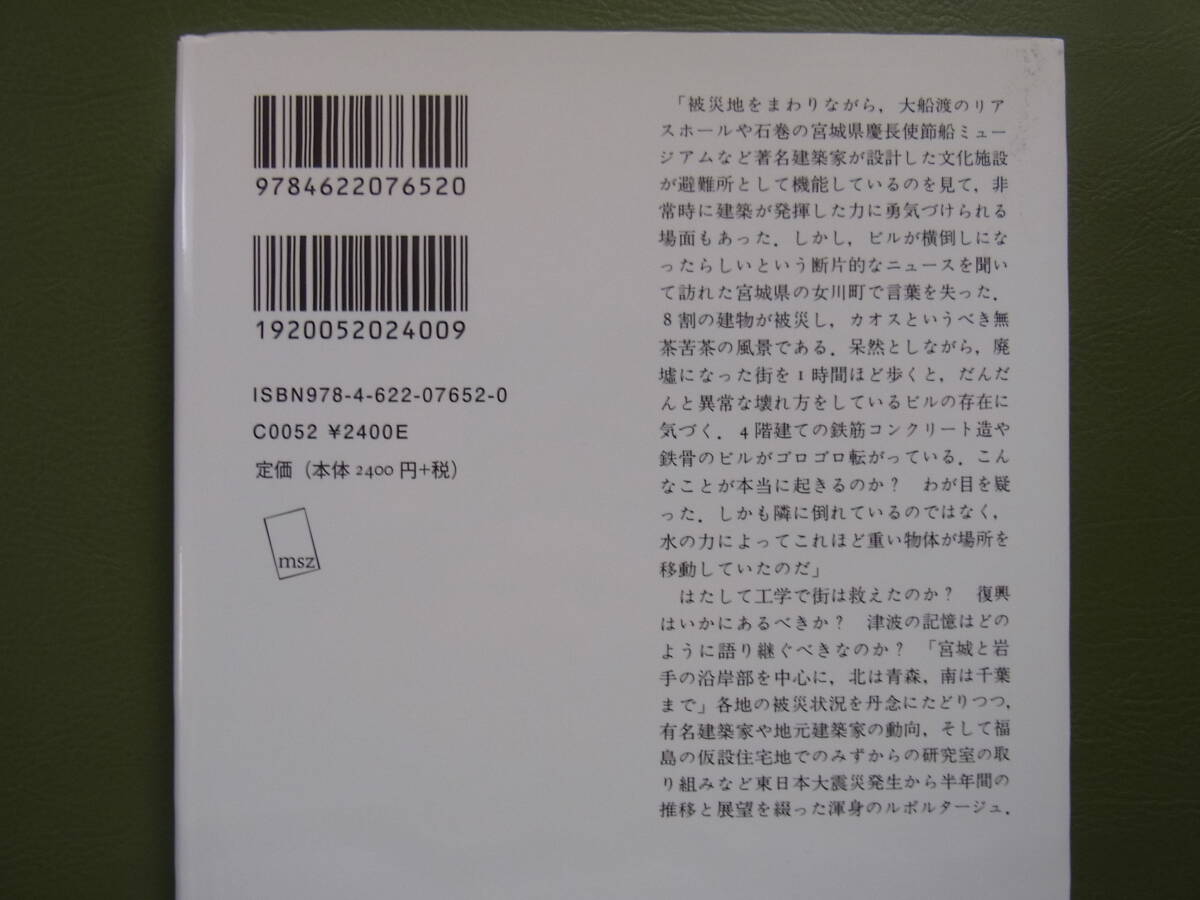 9784622076520
1920052024009
ISBN978-4-622-07652-0
C0052 ¥2400E
定価（本体2400円+税）
msz
「被災地をまわりながら，大船渡のリア
スホールや石巻の宮城県慶長使節船ミュー
ジアムなど著名建築家が設計した文化施設
が避難所として機能しているのを見て，非
常時に建築が発揮した力に勇気づけられる
場面もあった．しかし，ビルが横倒しにな
ったらしいという断片的なニュースを聞い
て訪れた宮城県の女川町で言葉を失った．
8割の建物が被災し，カオスというべき無
茶苦茶の風景である．呆然としながら，廃
墟になった街を1時間ほど歩くと，だんだ
んと異常な壊れ方をしているビルの存在に
気づく．4階建ての鉄筋コンクリート造や
鉄骨のビルがゴロゴロ転がっている．こん
なことが本当に起きるのか？　わが目を疑
った．しかも隣に倒れているのではなく，
水の力によってこれほど重い物体が場所を
移動していたのだ」
はたして工学で街は救えたのか？　復興
はいかにあるべきか？　津波の記憶はどの
ように語り継ぐべきなのか？　「宮城と岩
手の沿岸部を中心に，北は青森，南は千葉
まで」各地の被災状況を丹念にたどりつつ，
有名建築家や地元建築家の動向，そして福
島の仮設住宅地でのみずからの研究室の取
り組みなど東日本大震災発生から半年間の
推移と展望を綴った渾身のルポルタージュ．